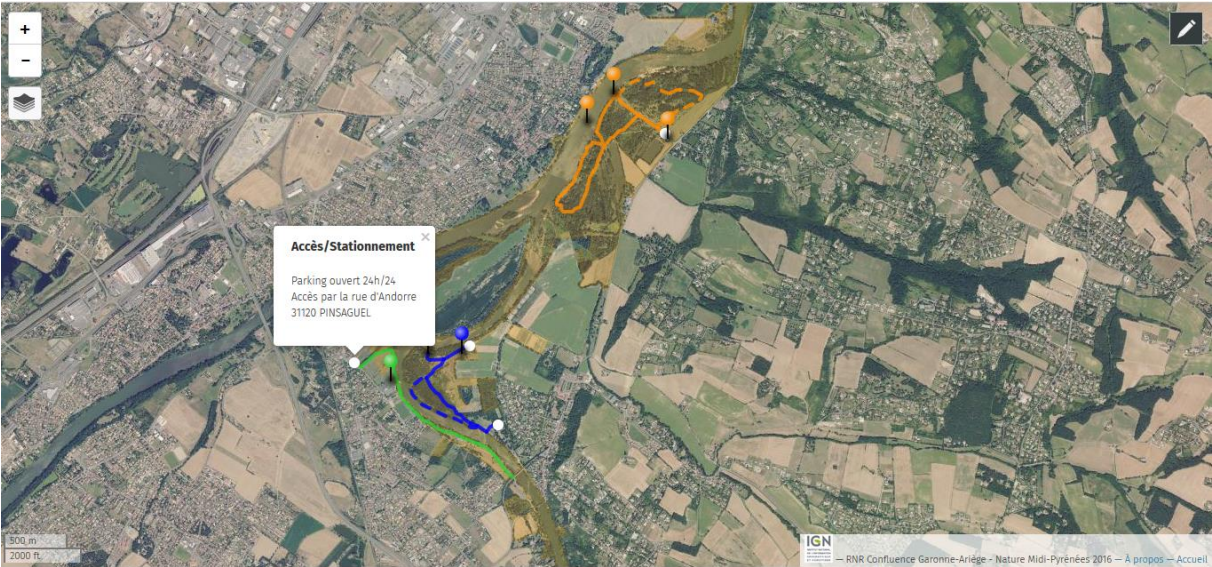 +
−
Accès/Stationnement
×
Parking ouvert 24h/24
Accès par la rue d'Andorre
31120 PINSAGUEL
500 m
2000 ft
IGN
— RNR Confluence Garonne-Ariège - Nature Midi-Pyrénées 2016 — À propos — Accueil